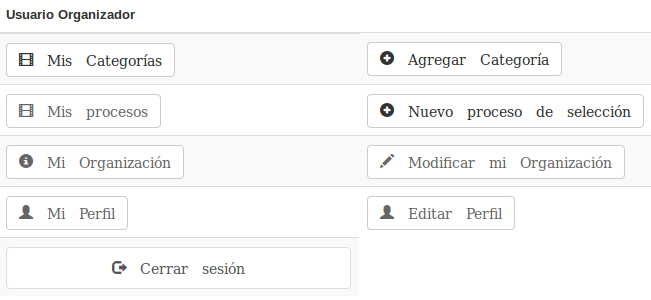 Usuario Organizador
Mis Categorías
Agregar Categoría
Mis procesos
Nuevo proceso de selección
Mi Organización
Modificar mi Organización
Mi Perfil
Editar Perfil
Cerrar sesión